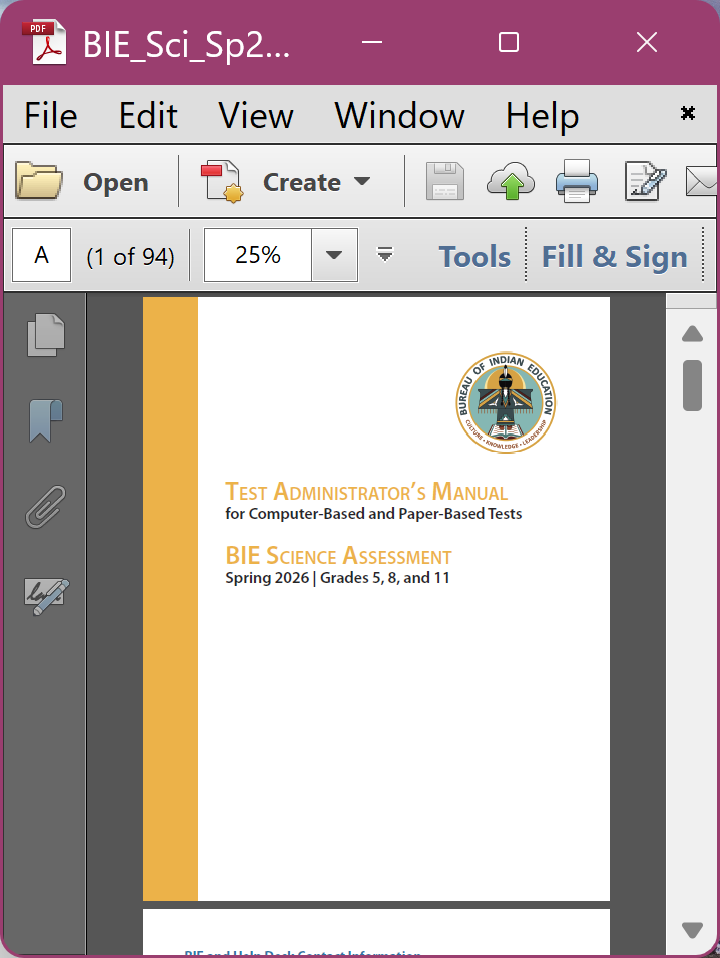 PDF
BIE_Sci_Sp2...
File Edit View Window Help
Open Create
A (1 of 94) 25% Tools Fill & Sign
BUREAU OF INDIAN EDUCATION
CULTURE • KNOWLEDGE • LEADERSHIP
Test Administrator's Manual
for Computer-Based and Paper-Based Tests
BIE Science Assessment
Spring 2026 | Grades 5, 8, and 11
BIE and Help Desk Contact Information